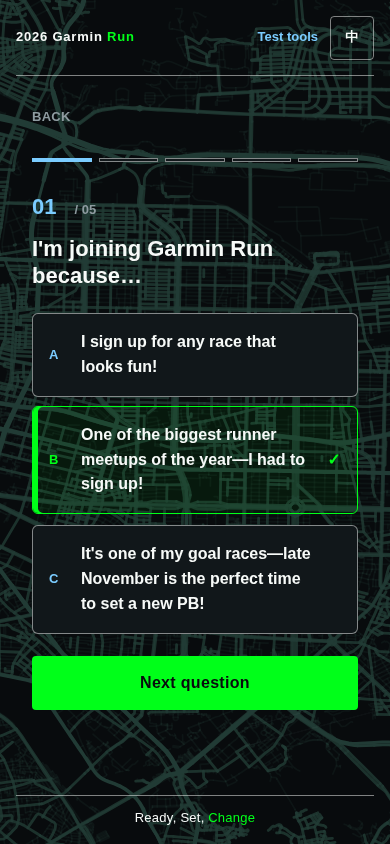 2026 Garmin Run
Test tools
中
BACK
01 / 05
I'm joining Garmin Run
because…
A
I sign up for any race that
looks fun!
B
One of the biggest runner
meetups of the year—I had to
sign up!
✓
C
It's one of my goal races—late
November is the perfect time
to set a new PB!
Next question
Ready, Set, Change